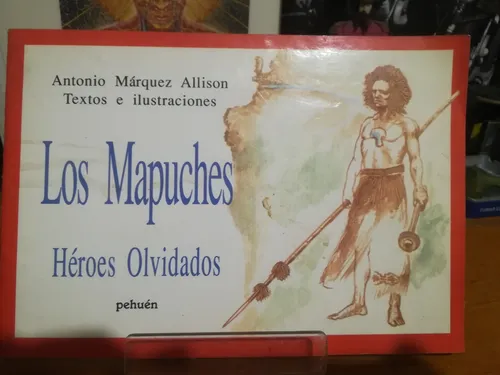 Antonio Márquez Allison
Textos e ilustraciones
Los Mapuches
Héroes Olvidados
pehuén